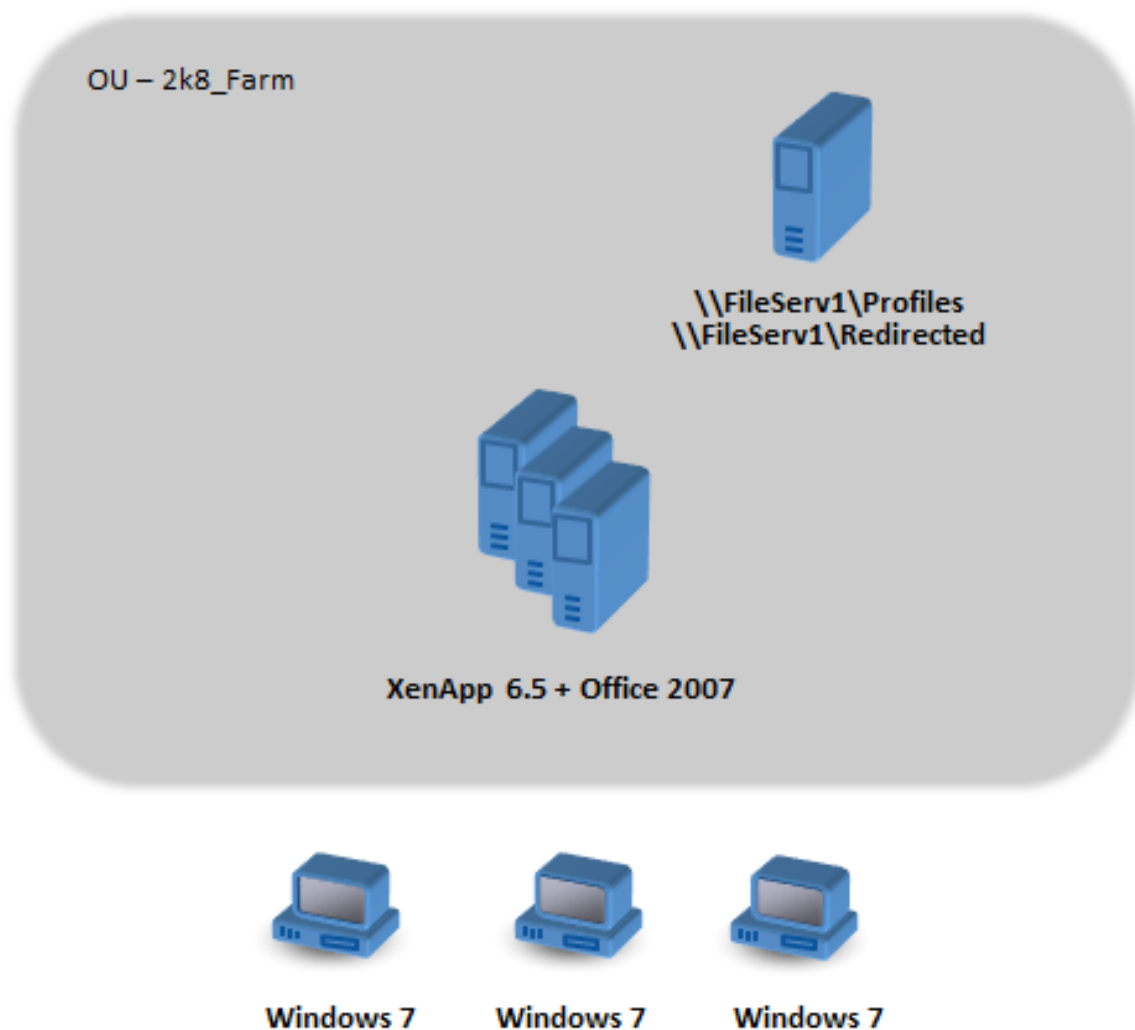 OU – 2k8_Farm
\\FileServ1\Profiles
\\FileServ1\Redirected
XenApp 6.5 + Office 2007
Windows 7
Windows 7
Windows 7